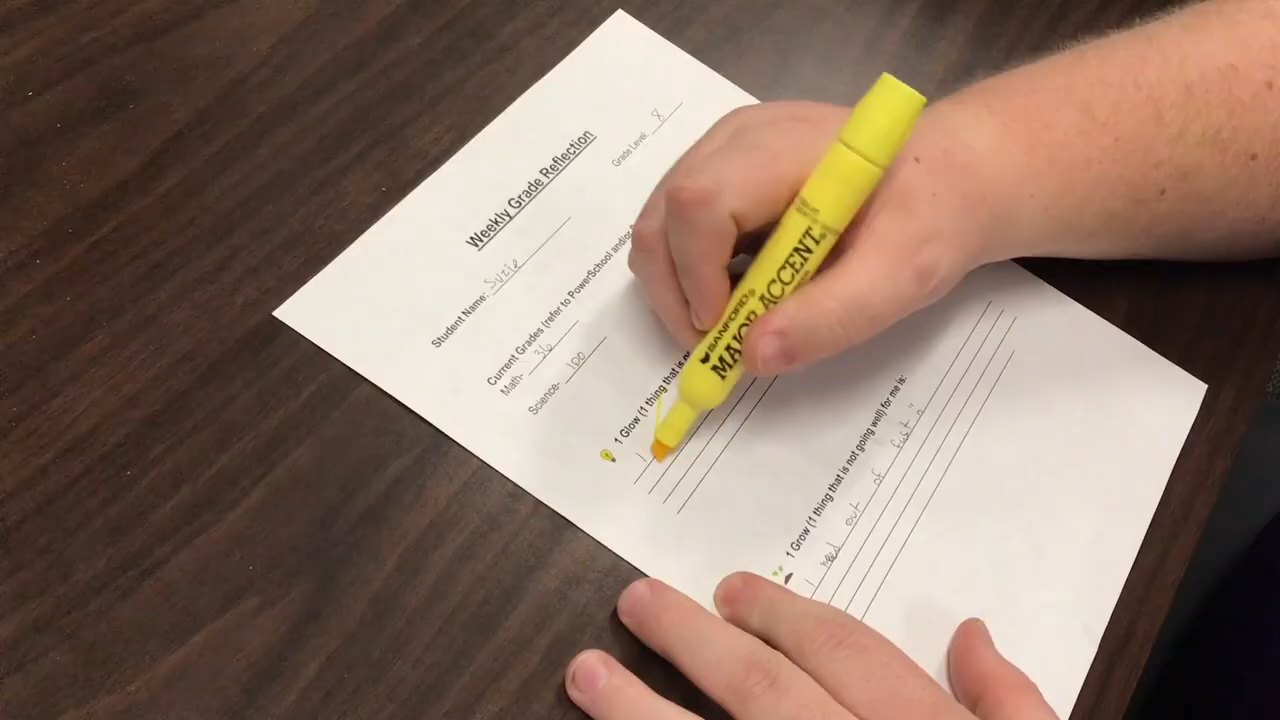 Weekly Grade Reflection
Student Name: Suzie
Grade Level: 8
Current Grades (refer to PowerSchool and/or
Math- 36
Science- 100
1 Glow (1 thing that is
I
1 Grow (1 thing that is not going well) for me is:
I need out of fast"
SANFORD®
MAJOR ACCENT®